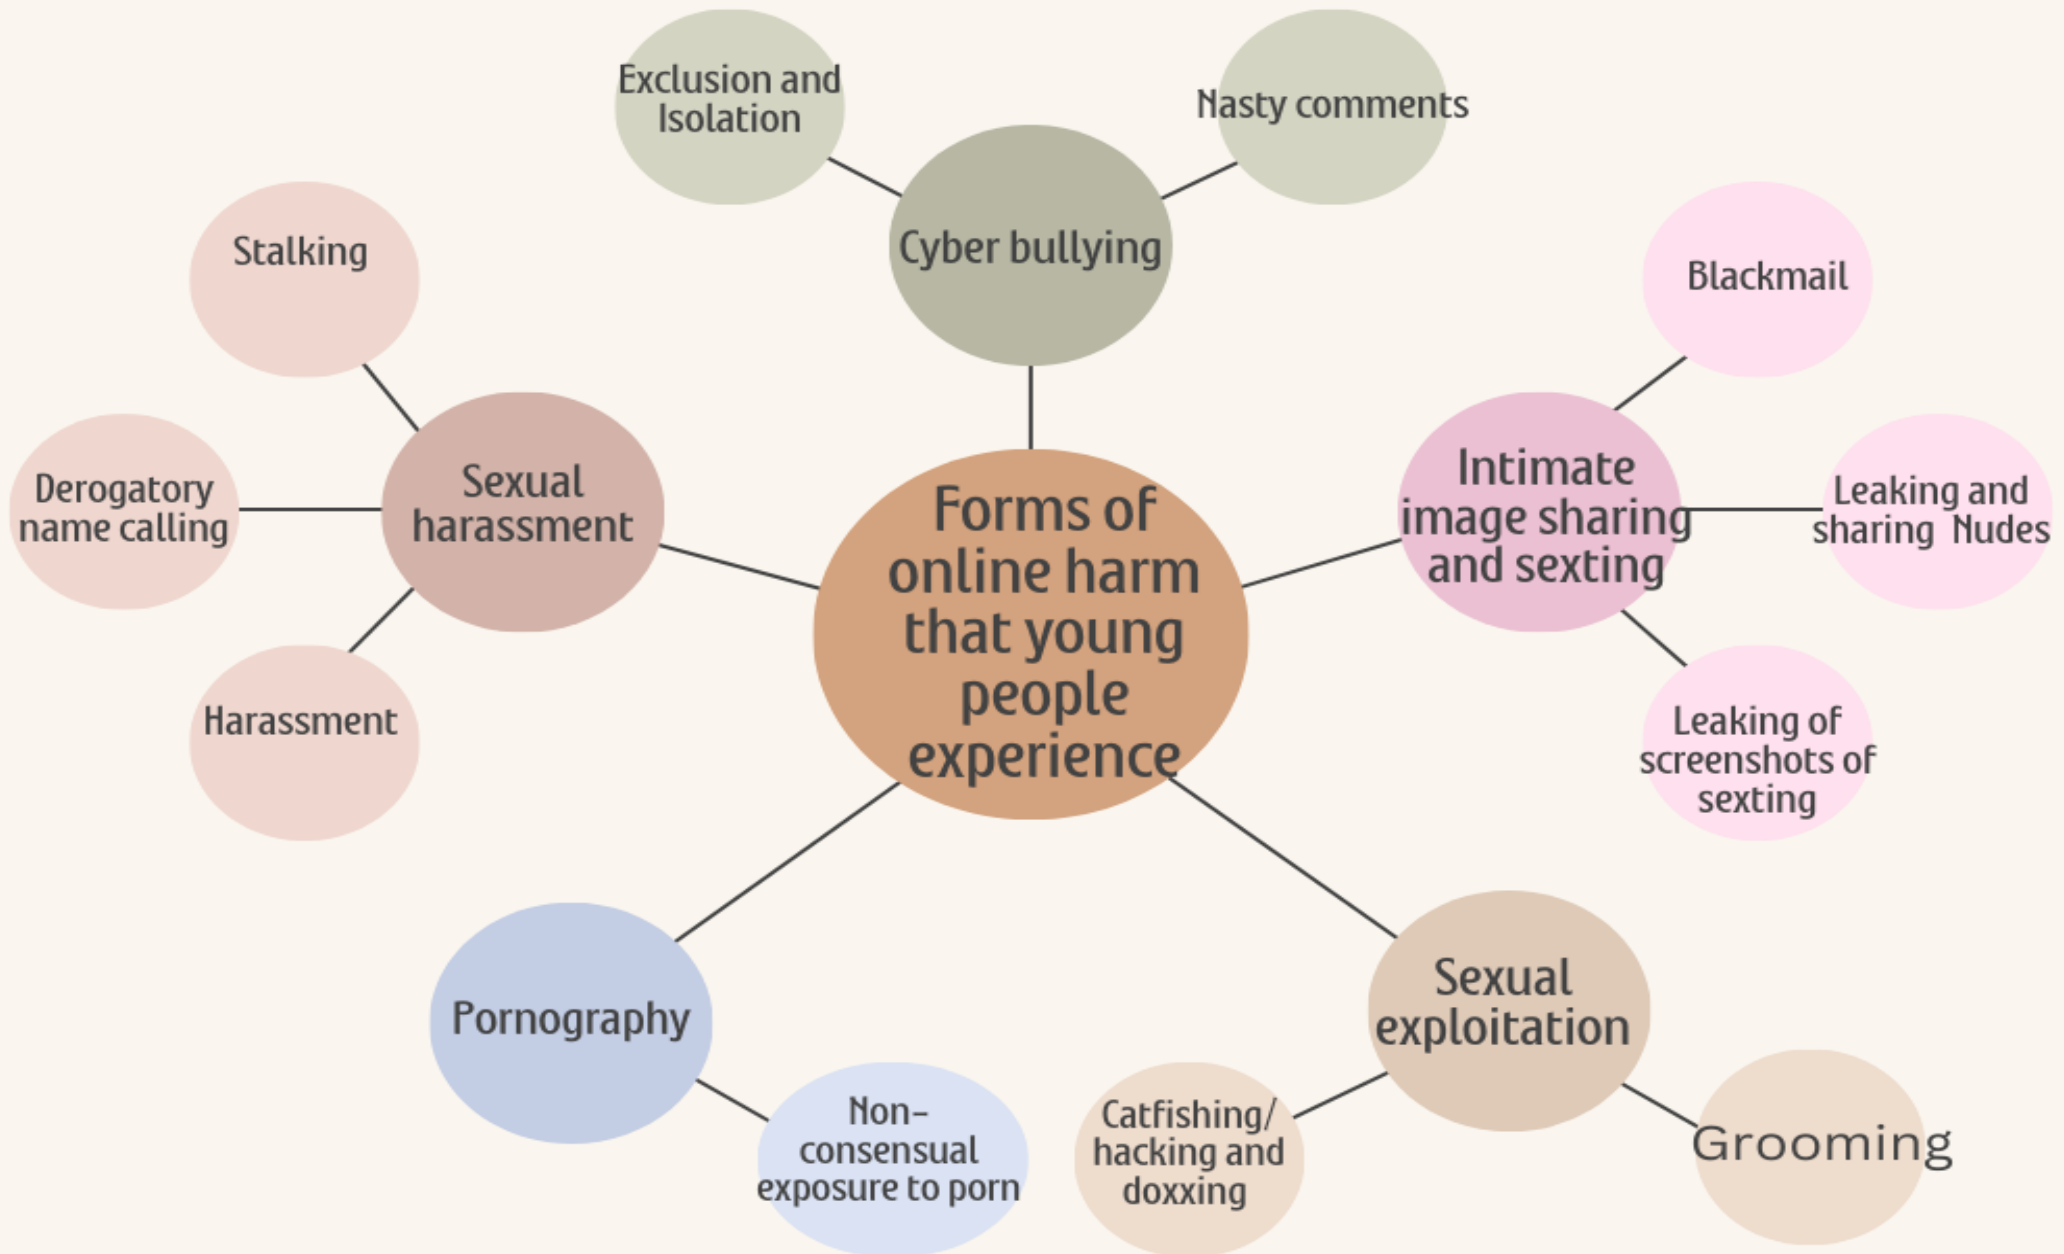 Exclusion and
Isolation
Nasty comments
Cyber bullying
Stalking
Derogatory
name calling
Harassment
Sexual
harassment
Forms of
online harm
that young
people
experience
Intimate
image sharing
and sexting
Blackmail
Leaking and
sharing  Nudes
Leaking of
screenshots of
sexting
Pornography
Non-
consensual
exposure to porn
Sexual
exploitation
Catfishing/
hacking and
doxxing
Grooming